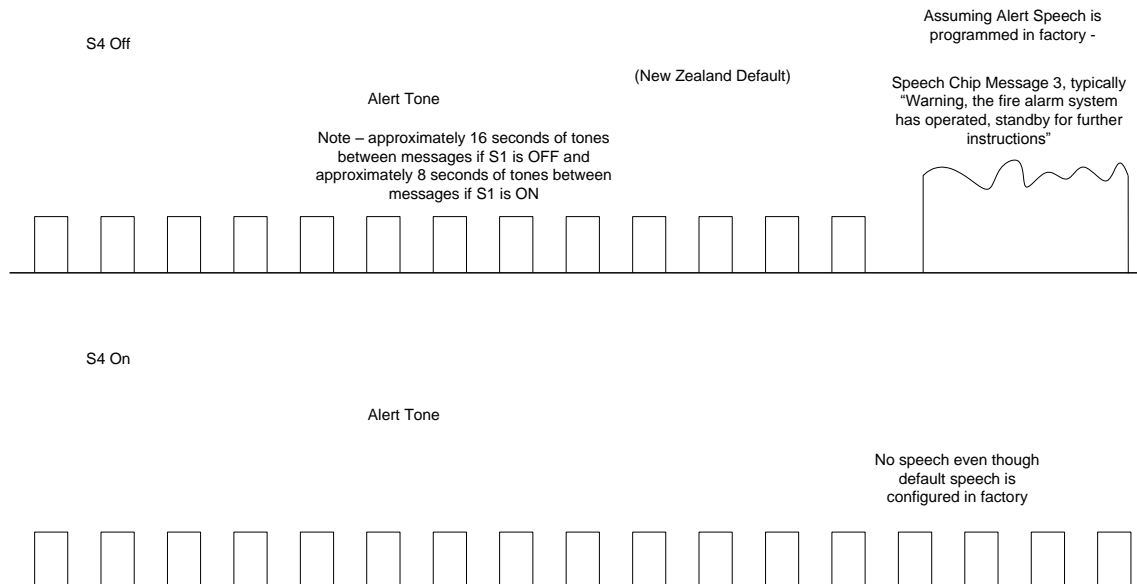 Assuming Alert Speech is
programmed in factory -
S4 Off
(New Zealand Default)
Speech Chip Message 3, typically
“Warning, the fire alarm system
has operated, standby for further
instructions”
Alert Tone
Note – approximately 16 seconds of tones
between messages if S1 is OFF and
approximately 8 seconds of tones between
messages if S1 is ON
S4 On
Alert Tone
No speech even though
default speech is
configured in factory